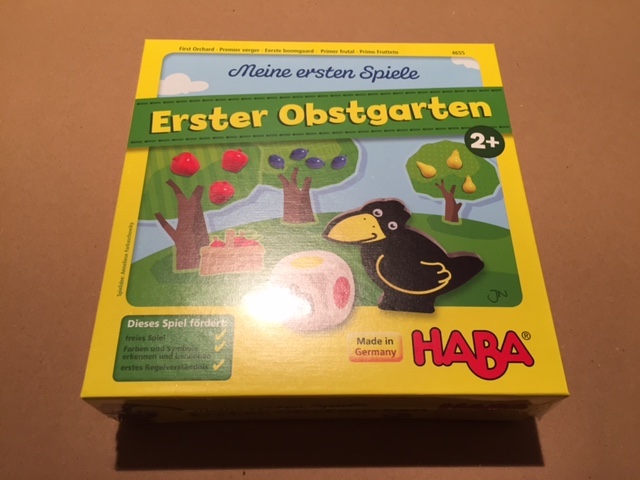 First Orchard · Premier verger · Eerste boomgaard · Primer frutal · Primo Frutteto
4655
Meine ersten Spiele
Erster Obstgarten
2+
Dieses Spiel fördert:
freies Spiel
Farben und Symbole
erkennen und
erstes Regelverständnis
Made in
Germany
HABA®